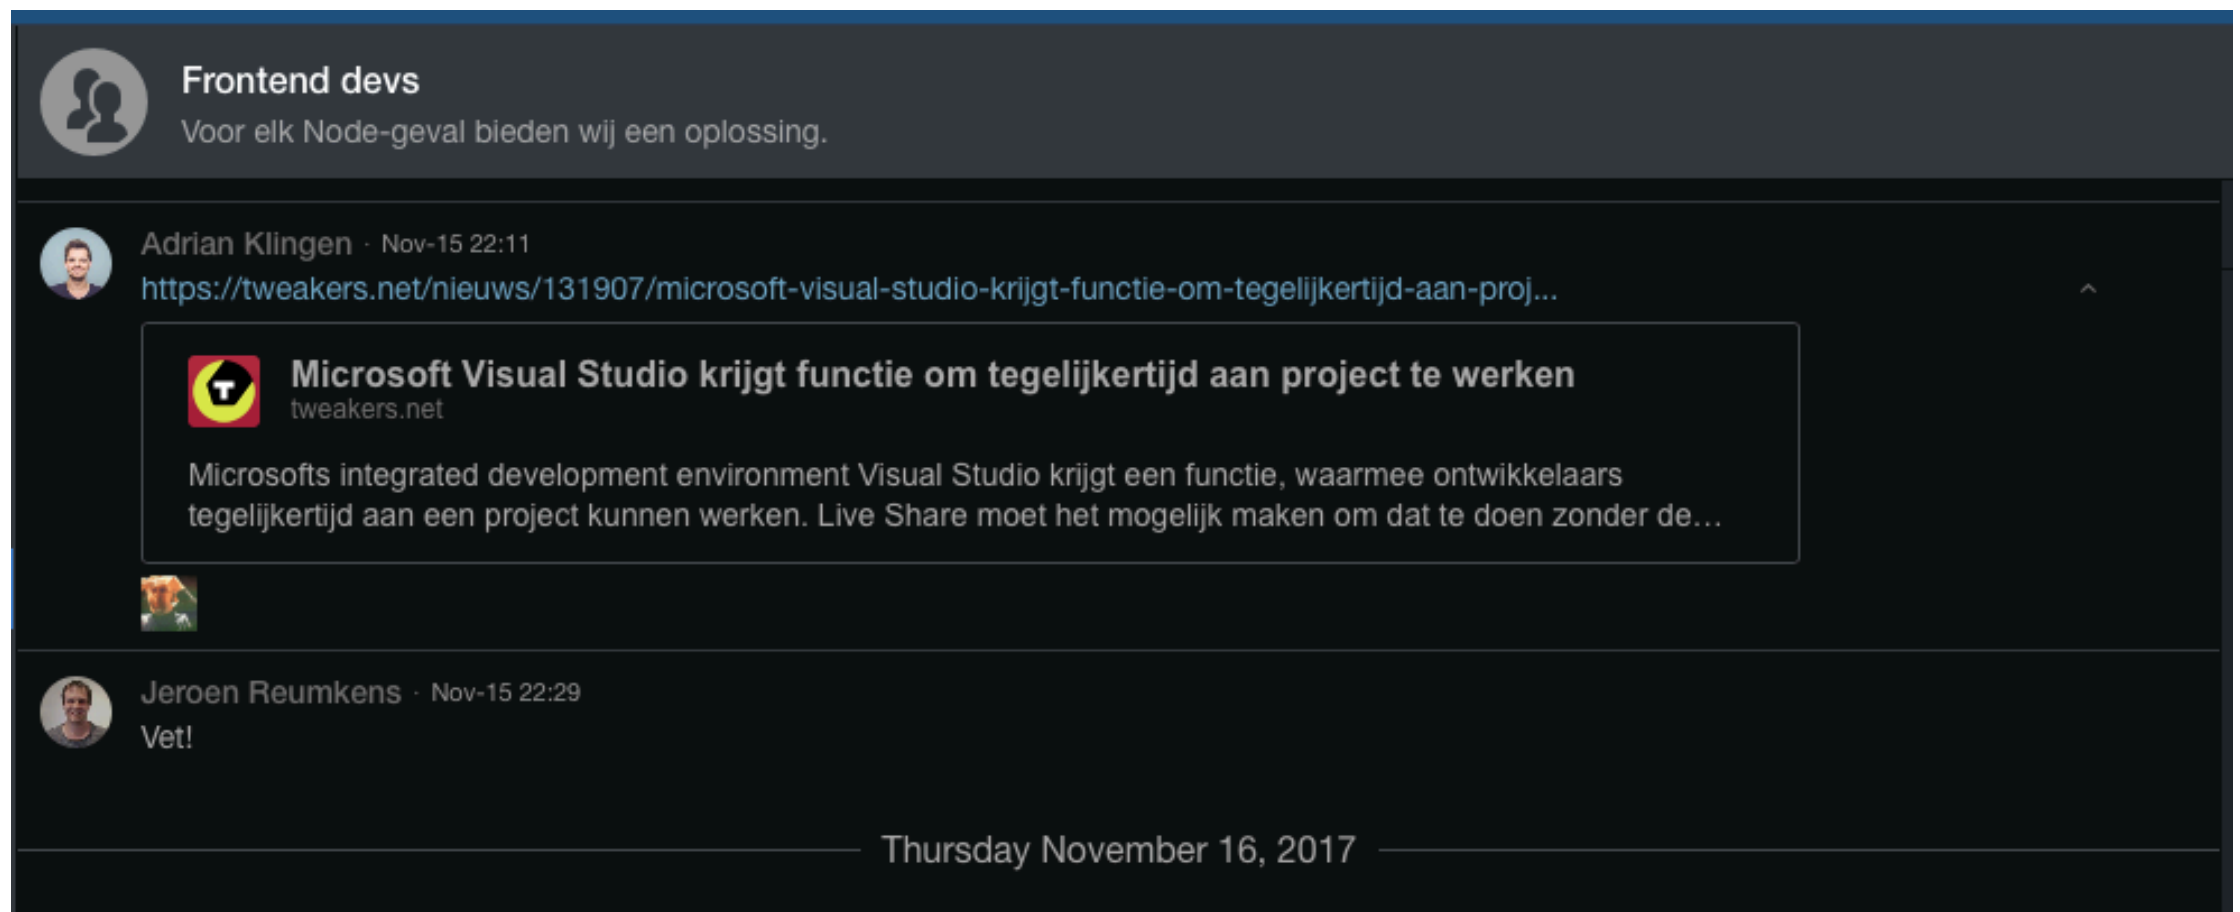 Frontend devs
Voor elk Node-geval bieden wij een oplossing.
Adrian Klingen · Nov-15 22:11
https://tweakers.net/nieuws/131907/microsoft-visual-studio-krijgt-functie-om-tegelijkertijd-aan-proj...
T
Microsoft Visual Studio krijgt functie om tegelijkertijd aan project te werken
tweakers.net
Microsofts integrated development environment Visual Studio krijgt een functie, waarmee ontwikkelaars
tegelijkertijd aan een project kunnen werken. Live Share moet het mogelijk maken om dat te doen zonder de…
Jeroen Reumkens · Nov-15 22:29
Vet!
Thursday November 16, 2017